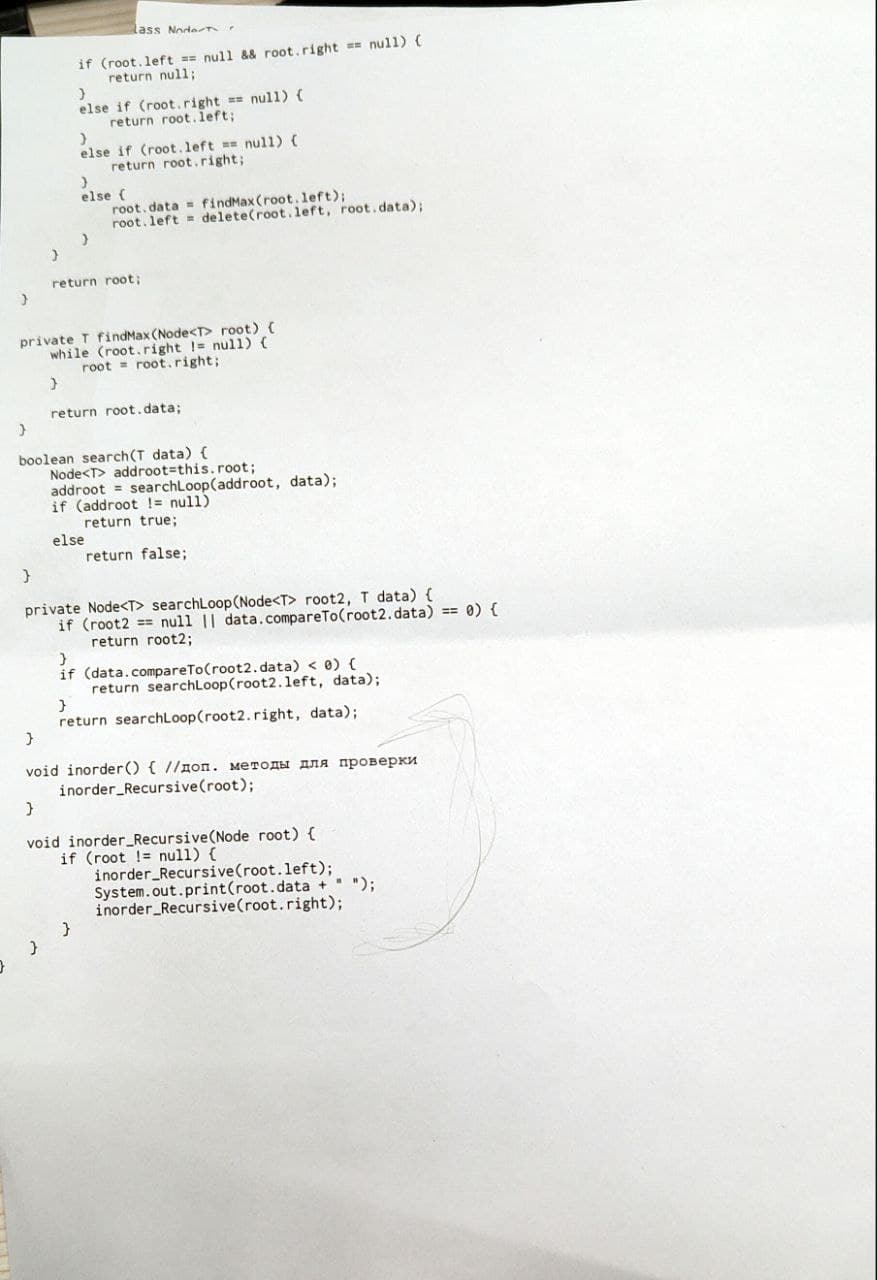 lass Node<T>
if (root.left == null && root.right == null) {
return null;
}
else if (root.right == null) {
return root.left;
}
else if (root.left == null) {
return root.right;
}
else {
root.data = findMax(root.left);
root.left = delete(root.left, root.data);
}
}
return root;
}
private T findMax(Node<T> root) {
while (root.right != null) {
root = root.right;
}
return root.data;
}
boolean search(T data) {
Node<T> addroot=this.root;
addroot = searchLoop(addroot, data);
if (addroot != null)
return true;
else
return false;
}
private Node<T> searchLoop(Node<T> root2, T data) {
if (root2 == null || data.compareTo(root2.data) == 0) {
return root2;
}
if (data.compareTo(root2.data) < 0) {
return searchLoop(root2.left, data);
}
return searchLoop(root2.right, data);
}
void inorder() { //доп. методы для проверки
inorder_Recursive(root);
}
void inorder_Recursive(Node root) {
if (root != null) {
inorder_Recursive(root.left);
System.out.print(root.data + " ");
inorder_Recursive(root.right);
}
}
}